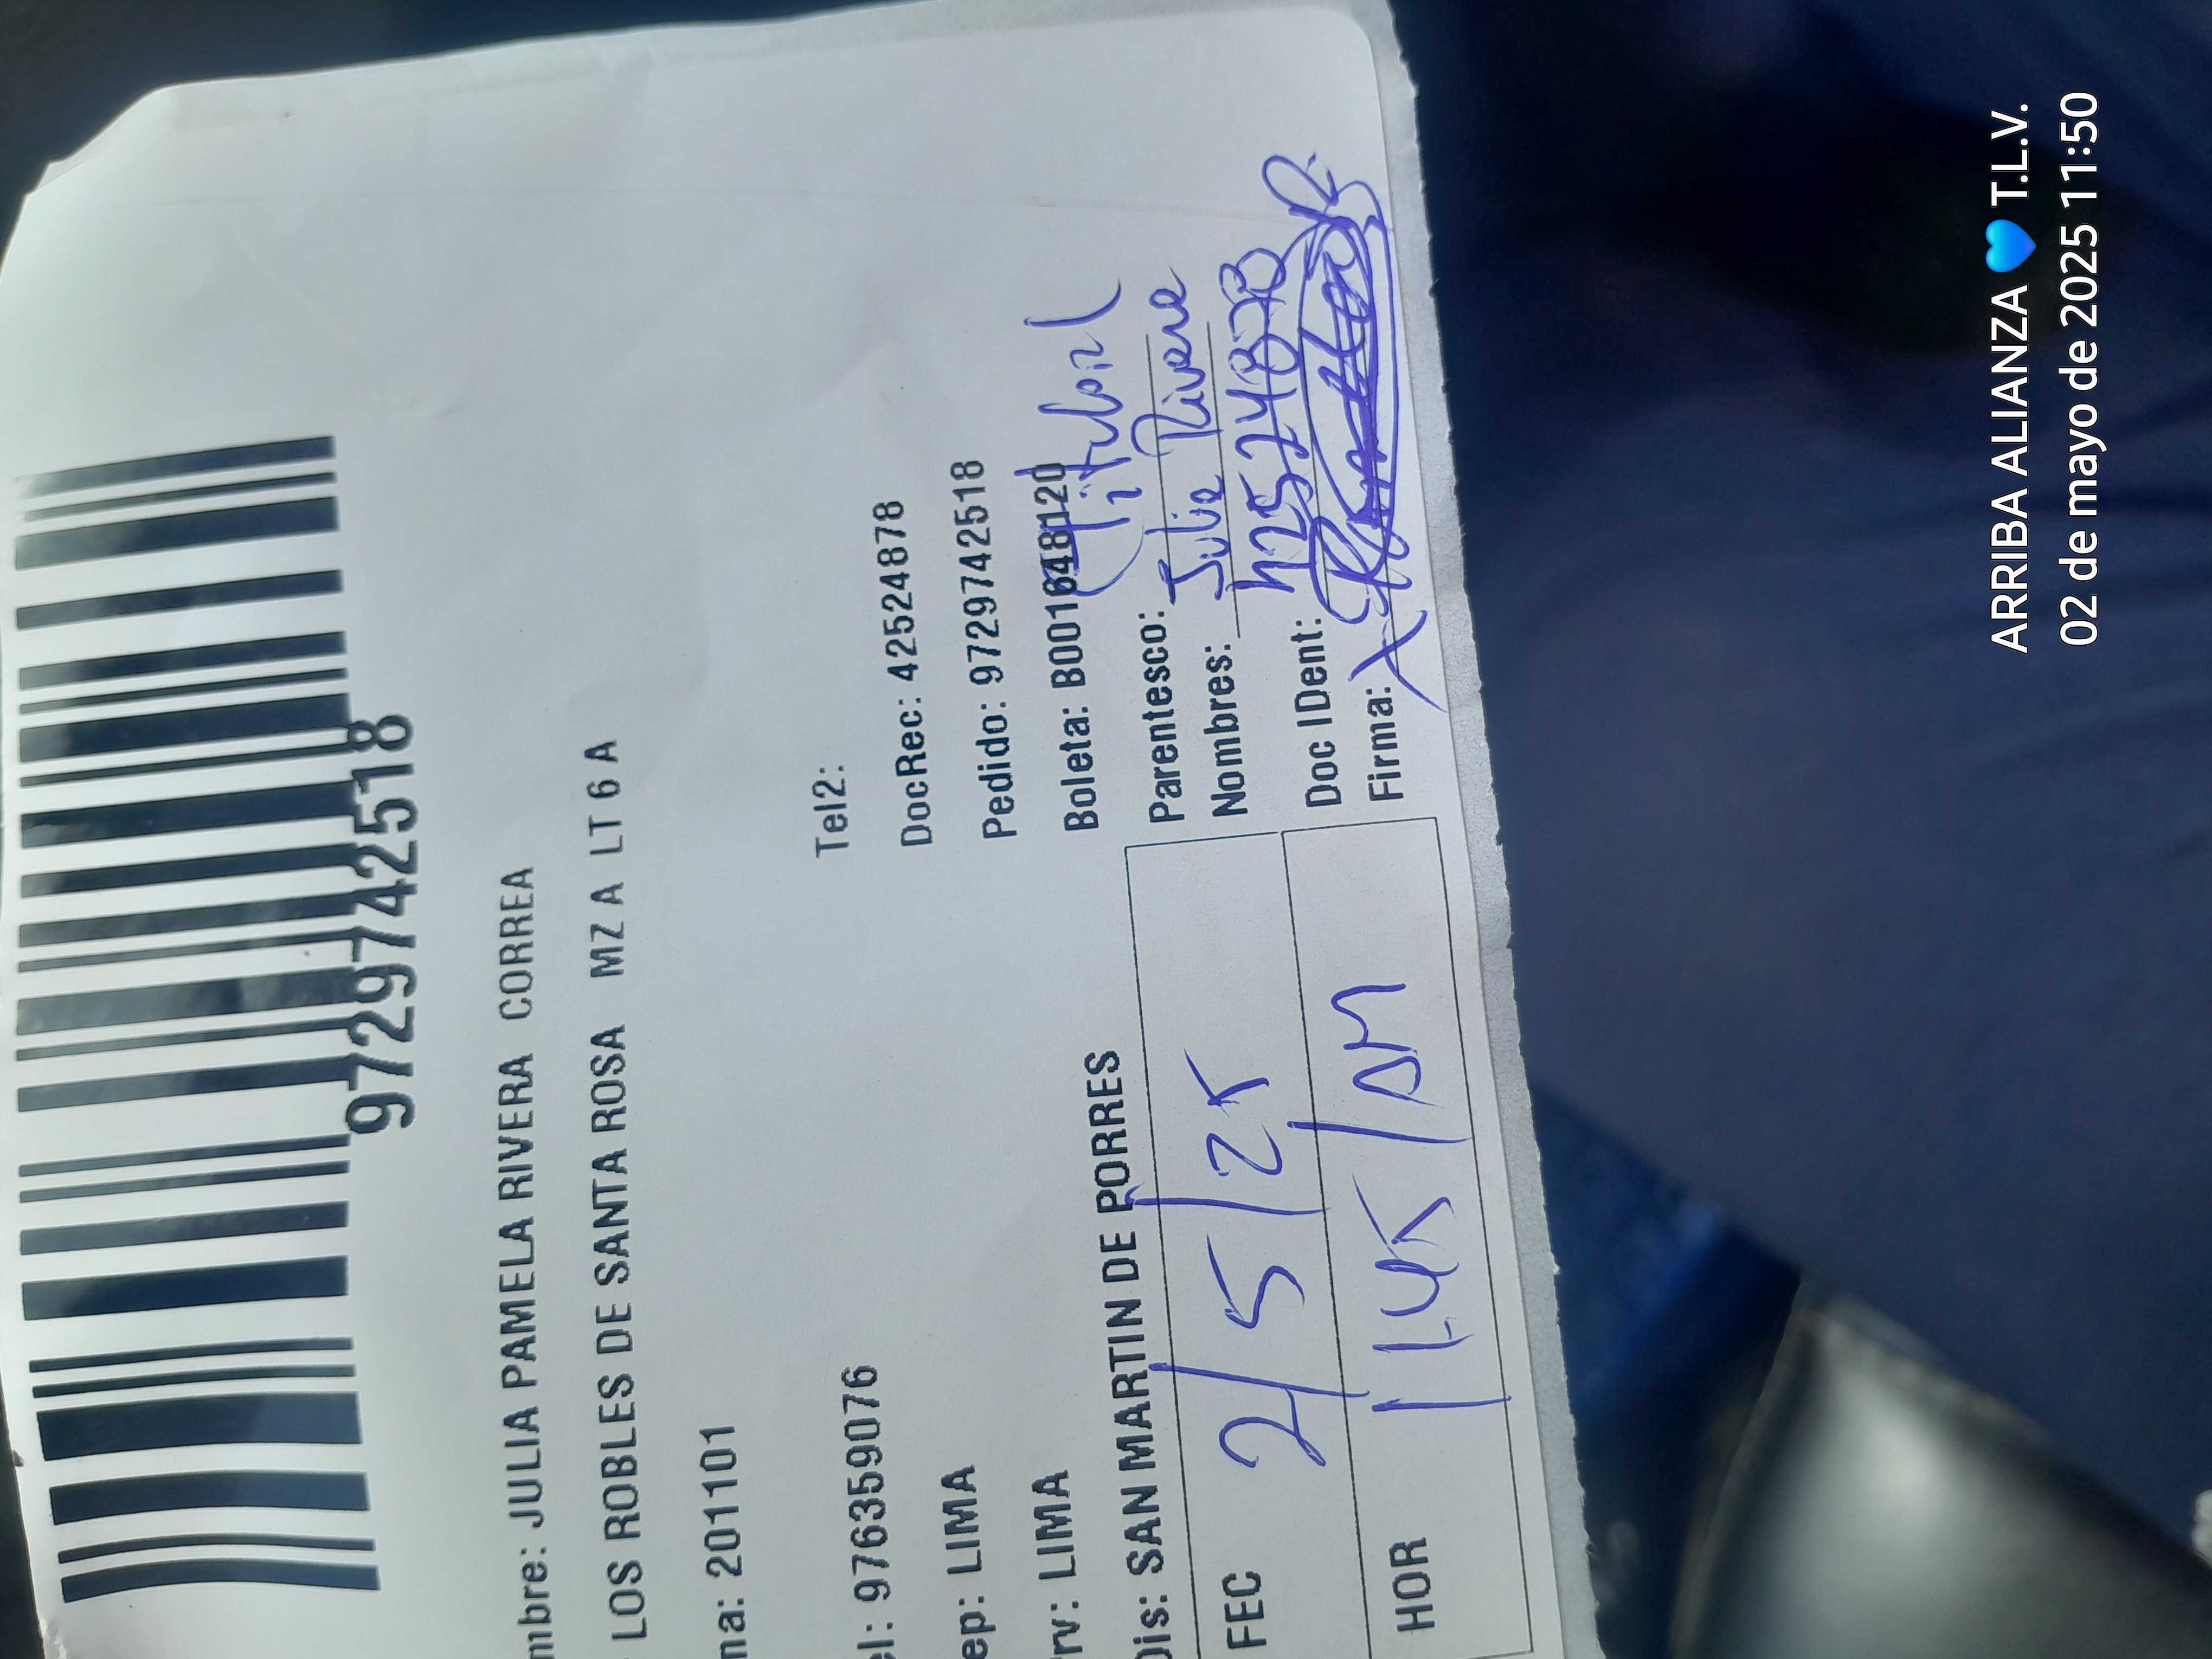 9729742518
mbre: JULIA PAMELA RIVERA CORREA
LOS ROBLES DE SANTA ROSA MZ A LT 6 A
na: 201101
el: 976359076
Tel2:
ep: LIMA
DocRec: 42524878
rv: LIMA
Pedido: 9729742518
Dis: SAN MARTIN DE PORRES
Boleta: B001648120
FEC 2/5/25
Parentesco: Titular
Nombres: Julia Rivera
HOR 11:45/AM
Doc IDent: 42524878
Firma: X
ARRIBA ALIANZA 💙 T.L.V.
02 de mayo de 2025 11:50